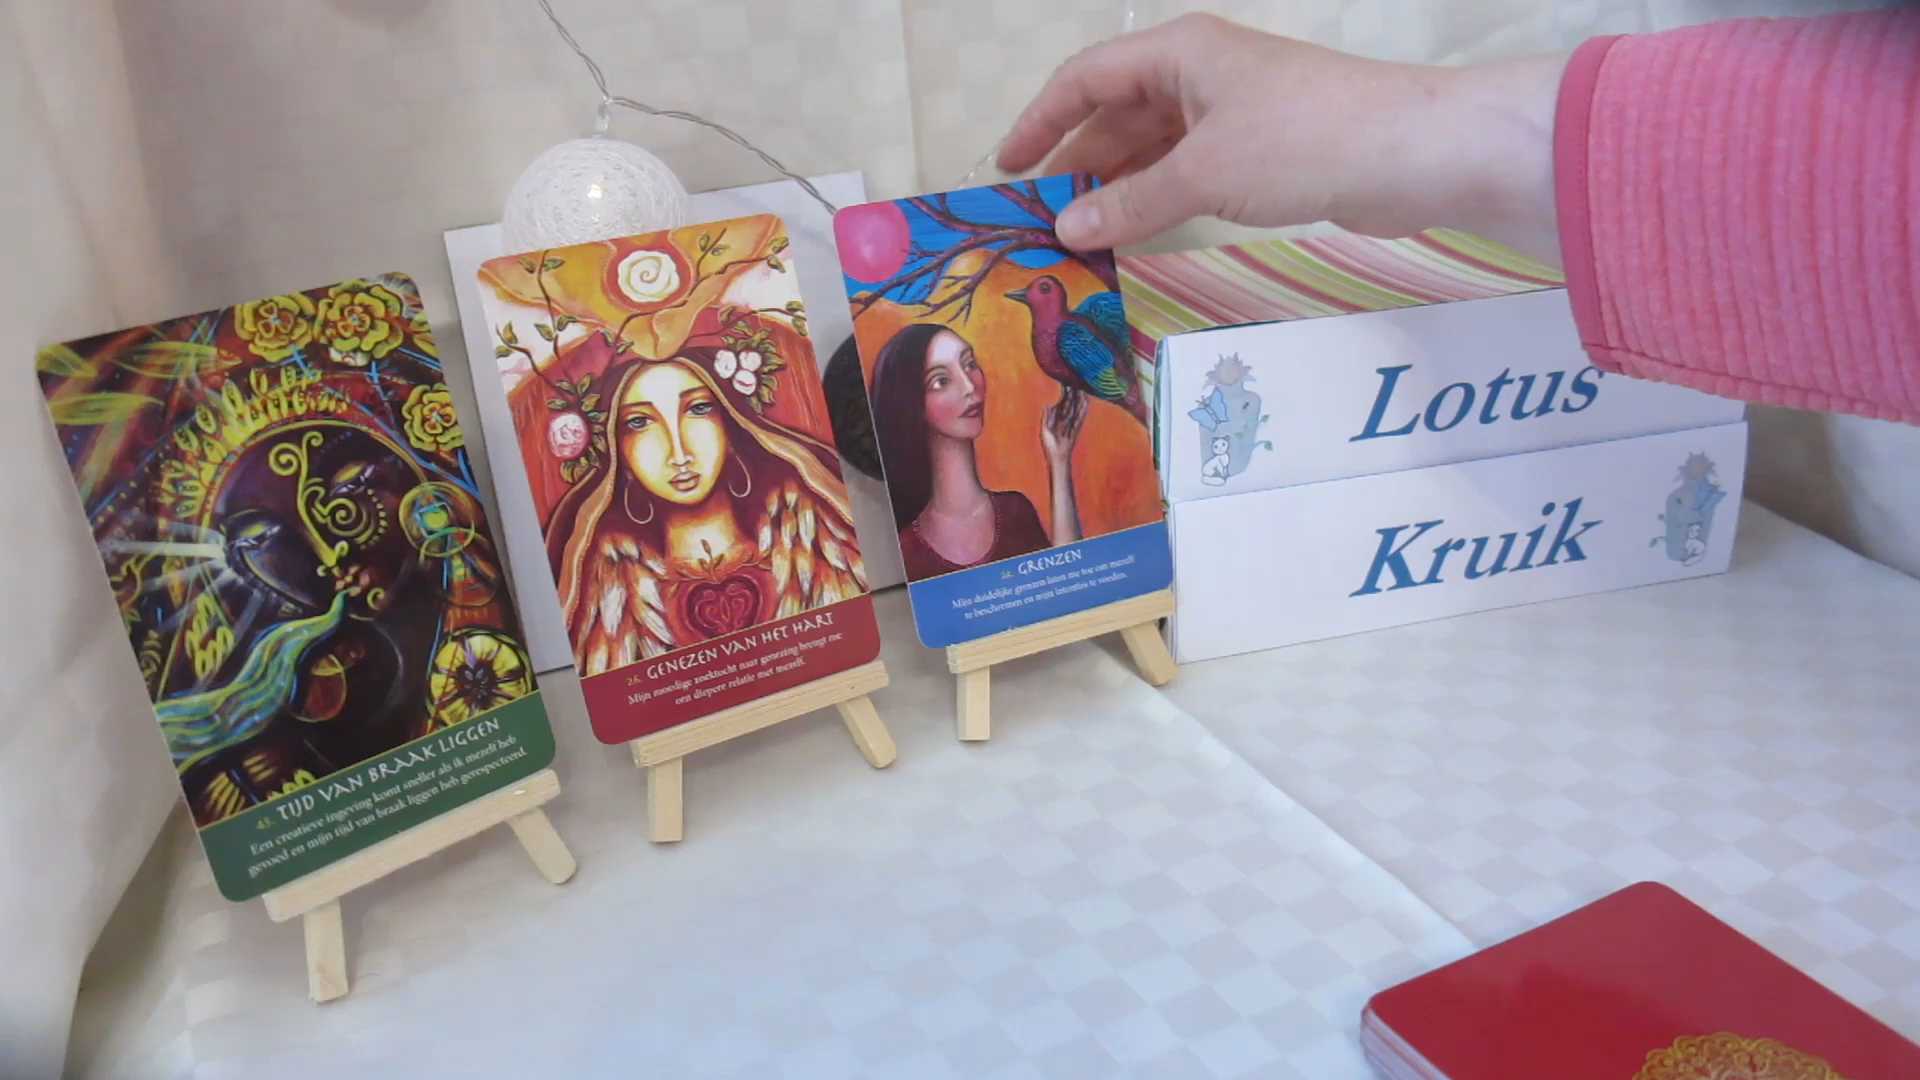 45. TIJD VAN BRAAK LIGGEN
Een creatieve ingeving komt sneller als ik mezelf heb
gevoed en mijn tijd van braak liggen heb gerespecteerd.
26. GENEZEN VAN HET HART
Mijn moedige zoektocht naar genezing brengt me
een diepere relatie met mezelf.
GRENZEN
Mijn duidelijke grenzen laten me toe om mezelf
te beschermen en mijn intenties te voeden.
Lotus
Kruik